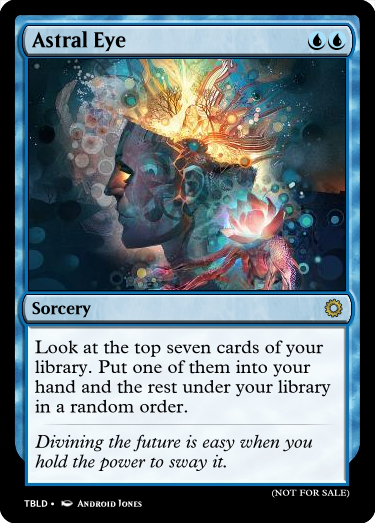 Astral Eye
Sorcery
Look at the top seven cards of your
library. Put one of them into your
hand and the rest under your library
in a random order.
Divining the future is easy when you
hold the power to sway it.
(NOT FOR SALE)
TBLD • Android Jones